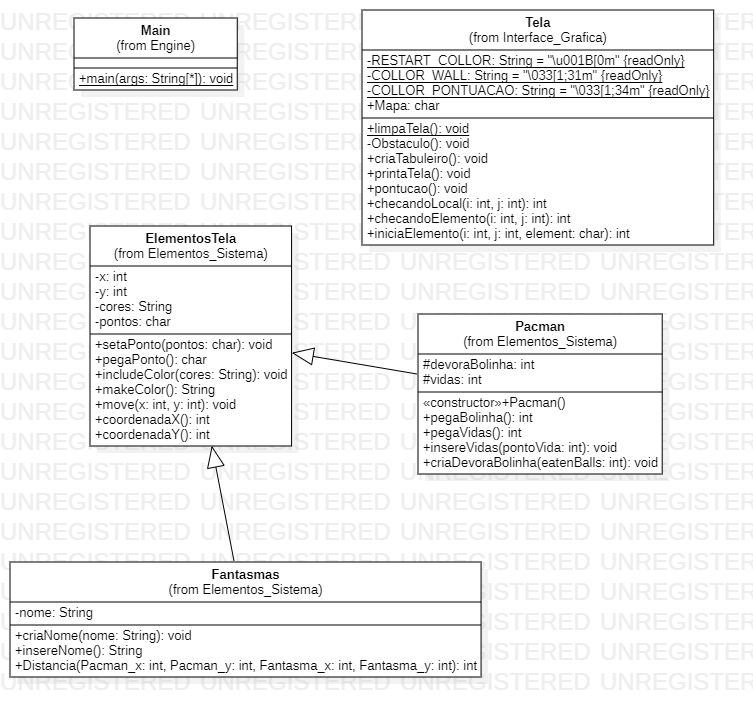 Main
(from Engine)
+main(args: String[*]): void
Tela
(from Interface_Grafica)
-RESTART_COLLOR: String = "\u001B[0m" {readOnly}
-COLLOR_WALL: String = "\033[1;31m" {readOnly}
-COLLOR_PONTUACAO: String = "\033[1;34m" {readOnly}
+Mapa: char
+limpaTela(): void
-Obstaculo(): void
+criaTabuleiro(): void
+printaTela(): void
+pontucao(): void
+checandoLocal(i: int, j: int): int
+checandoElemento(i: int, j: int): int
+iniciaElemento(i: int, j: int, element: char): int
ElementosTela
(from Elementos_Sistema)
-x: int
-y: int
-cores: String
-pontos: char
+setaPonto(pontos: char): void
+pegaPonto(): char
+includeColor(cores: String): void
+makeColor(): String
+move(x: int, y: int): void
+coordenadaX(): int
+coordenadaY(): int
Pacman
(from Elementos_Sistema)
#devoraBolinha: int
#vidas: int
«constructor»+Pacman()
+pegaBolinha(): int
+pegaVidas(): int
+insereVidas(pontoVida: int): void
+criaDevoraBolinha(eatenBalls: int): void
Fantasmas
(from Elementos_Sistema)
-nome: String
+criaNome(nome: String): void
+insereNome(): String
+Distancia(Pacman_x: int, Pacman_y: int, Fantasma_x: int, Fantasma_y: int): int
UNREGISTERED